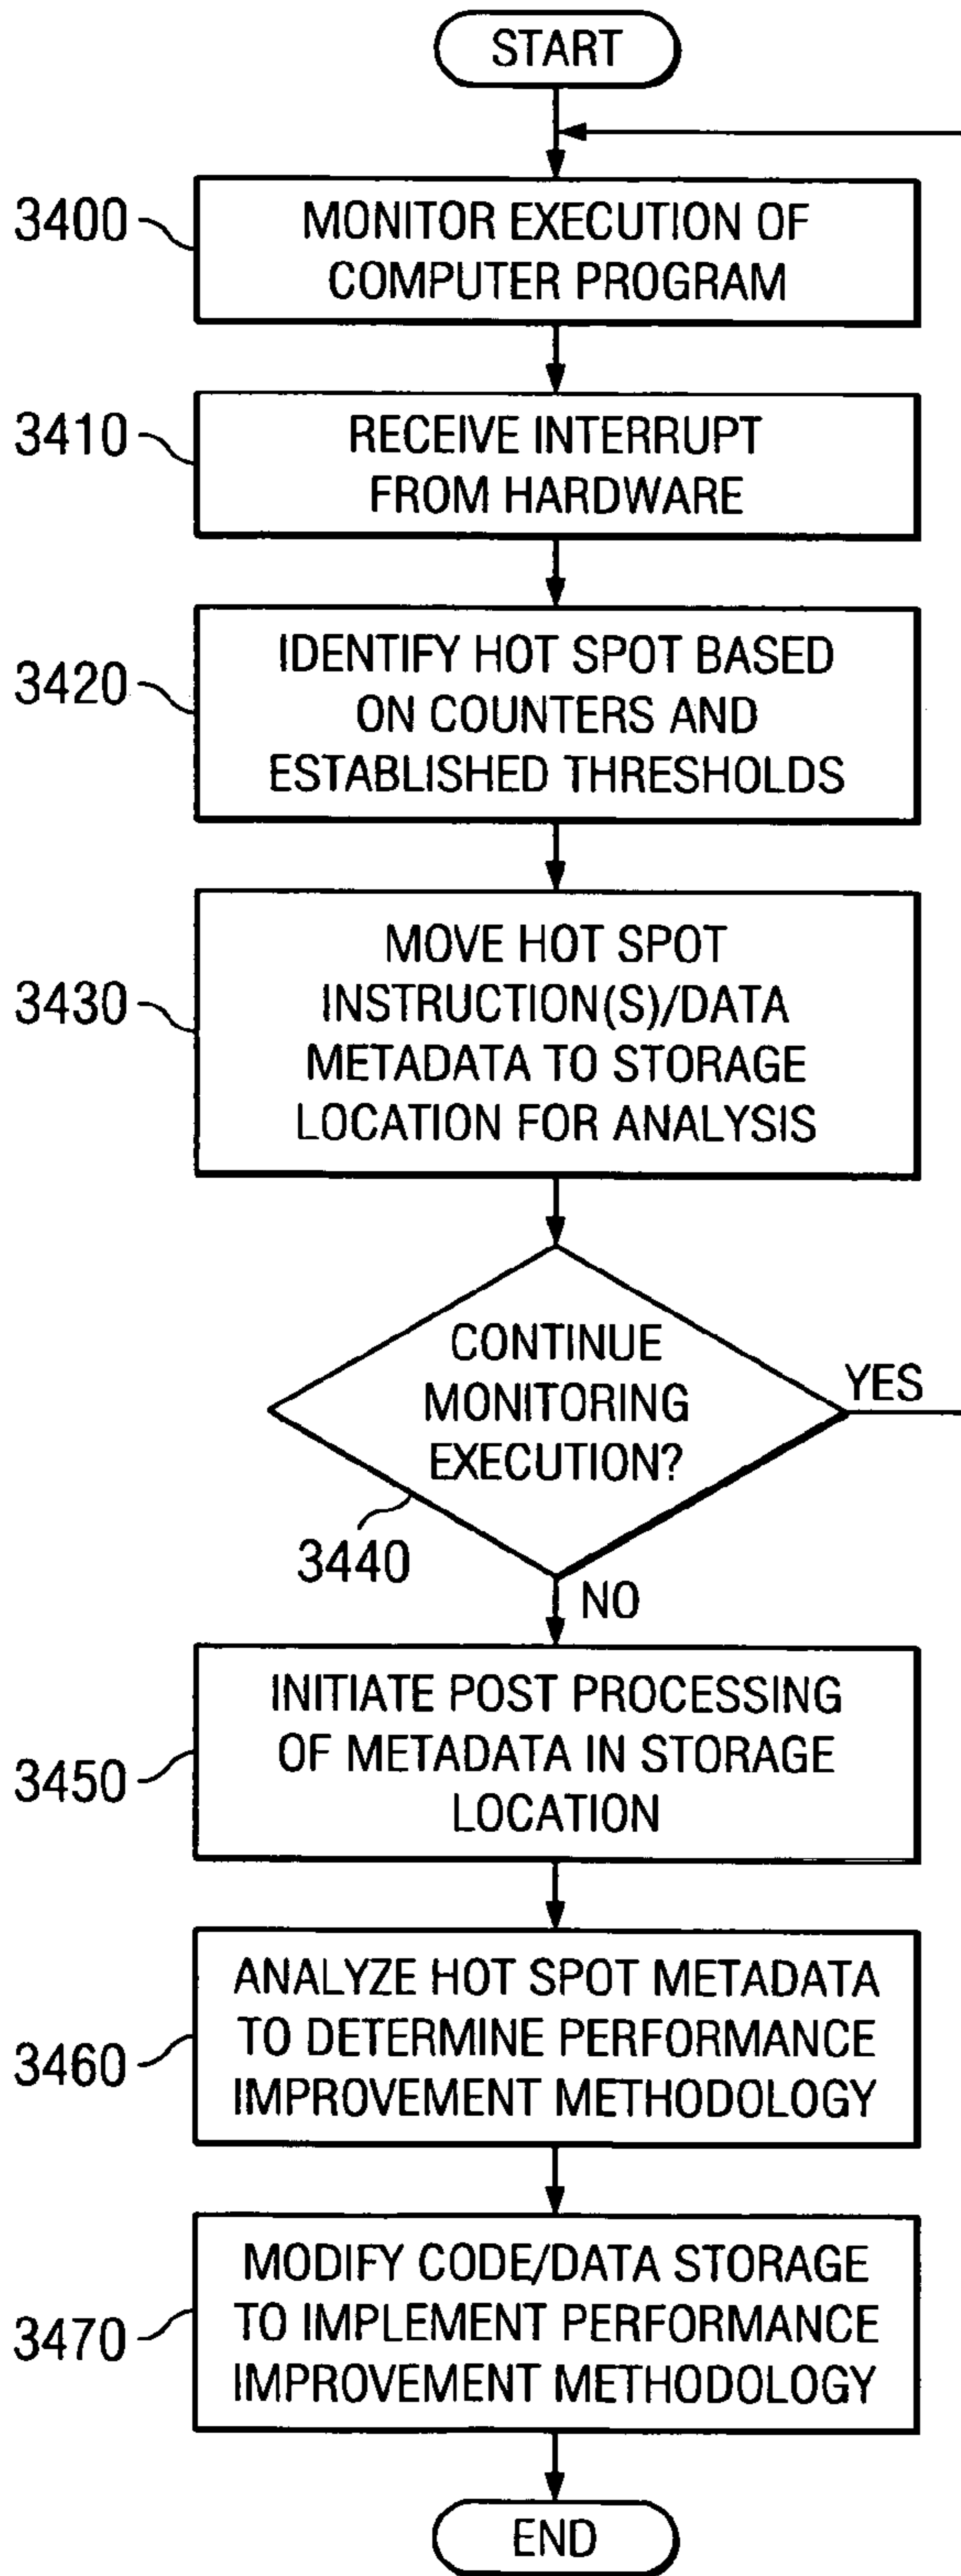 START
3400
MONITOR EXECUTION OF
COMPUTER PROGRAM
3410
RECEIVE INTERRUPT
FROM HARDWARE
3420
IDENTIFY HOT SPOT BASED
ON COUNTERS AND
ESTABLISHED THRESHOLDS
3430
MOVE HOT SPOT
INSTRUCTION(S)/DATA
METADATA TO STORAGE
LOCATION FOR ANALYSIS
CONTINUE
MONITORING
EXECUTION?
YES
3440
NO
3450
INITIATE POST PROCESSING
OF METADATA IN STORAGE
LOCATION
3460
ANALYZE HOT SPOT METADATA
TO DETERMINE PERFORMANCE
IMPROVEMENT METHODOLOGY
3470
MODIFY CODE/DATA STORAGE
TO IMPLEMENT PERFORMANCE
IMPROVEMENT METHODOLOGY
END